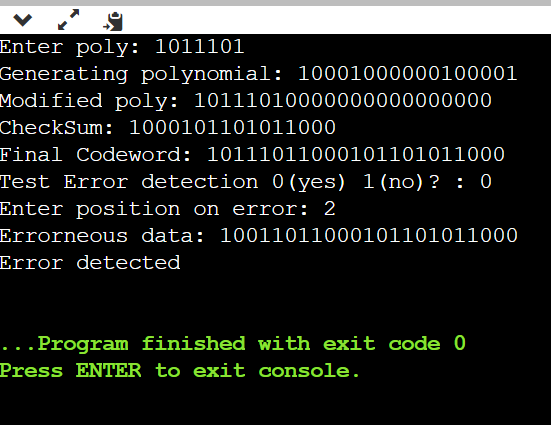 Enter poly: 1011101
Generating polynomial: 10001000000100001
Modified poly: 10111010000000000000000
CheckSum: 1000101101011000
Final Codeword: 10111011000101101011000
Test Error detection 0(yes) 1(no)? : 0
Enter position on error: 2
Errorneous data: 10011011000101101011000
Error detected
...Program finished with exit code 0
Press ENTER to exit console.